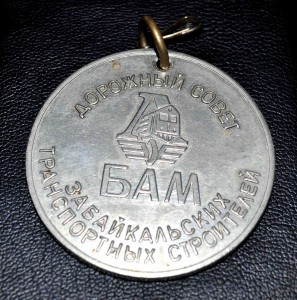 ДОРОЖНЫЙ СОВЕТ
БАМ
ЗАБАЙКАЛЬСКИХ
ТРАНСПОРТНЫХ СТРОИТЕЛЕЙ